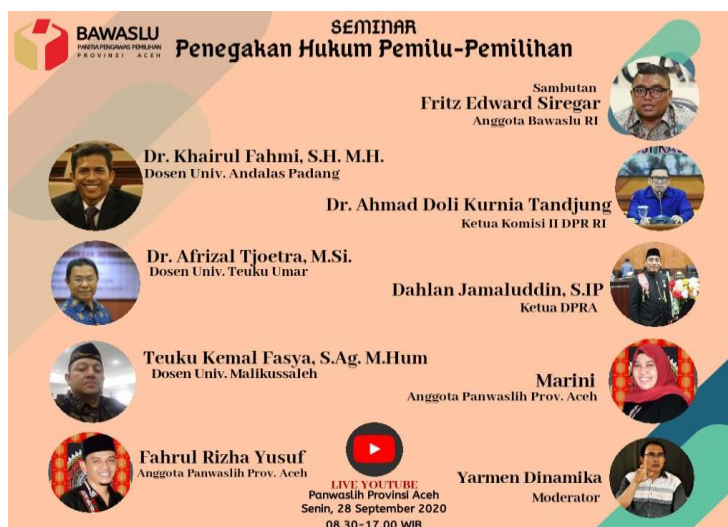 BAWASLU
PANITIA PENGAWAS PEMILIHAN
PROVINSI ACEH
SEMINAR
Penegakan Hukum Pemilu-Pemilihan
Sambutan
Fritz Edward Siregar
Anggota Bawaslu RI
Dr. Khairul Fahmi, S.H. M.H.
Dosen Univ. Andalas Padang
Dr. Ahmad Doli Kurnia Tandjung
Ketua Komisi II DPR RI
Dr. Afrizal Tjoetra, M.Si.
Dosen Univ. Teuku Umar
Dahlan Jamaluddin, S.IP
Ketua DPRA
Teuku Kemal Fasya, S.Ag. M.Hum
Dosen Univ. Malikussaleh
Marini
Anggota Panwaslih Prov. Aceh
Fahrul Rizha Yusuf
Anggota Panwaslih Prov. Aceh
Yarmen Dinamika
Moderator
LIVE YOUTUBE
Panwaslih Provinsi Aceh
Senin, 28 September 2020
08.30-17.00 WIB